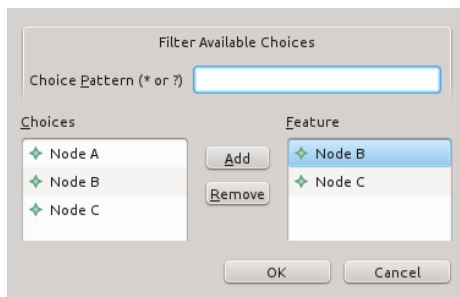 Filter Available Choices
Choice Pattern (* or ?)
Choices
Feature
Node A
Node B
Node C
Add
Remove
Node B
Node C
OK
Cancel